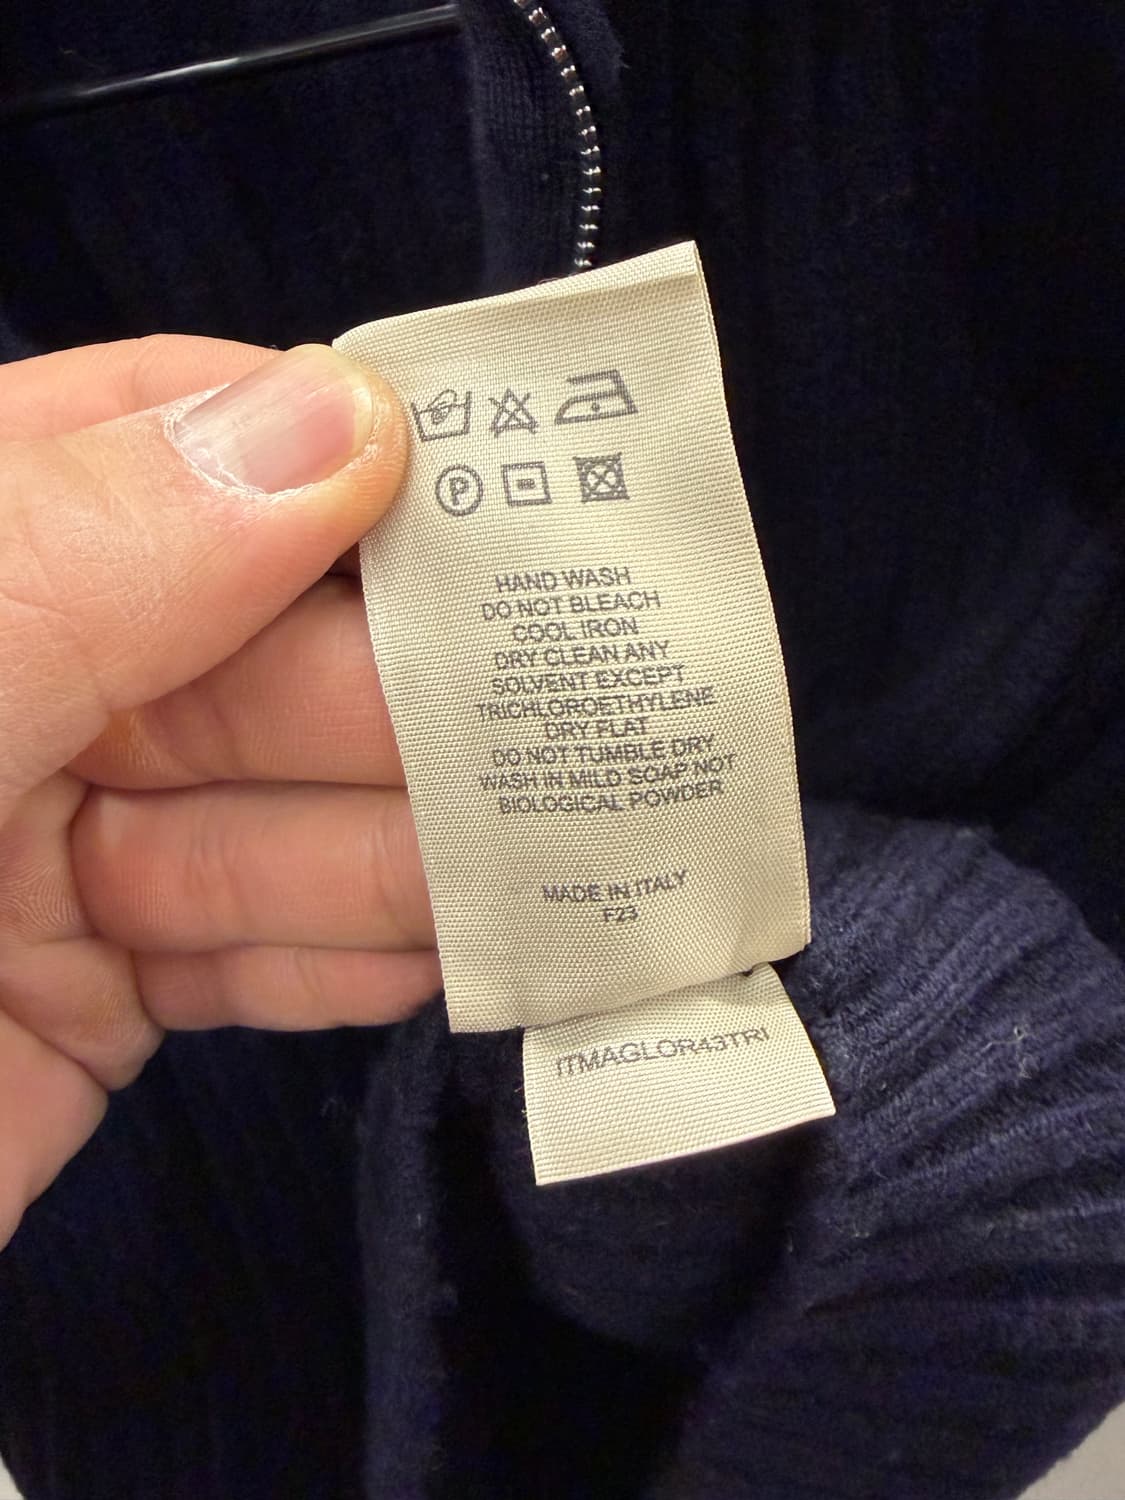 P
HAND WASH
DO NOT BLEACH
COOL IRON
DRY CLEAN ANY
SOLVENT EXCEPT
TRICHLOROETHYLENE
DRY FLAT
DO NOT TUMBLE DRY
WASH IN MILD SOAP NOT
BIOLOGICAL POWDER
MADE IN ITALY
F23
ITMAGLOR43TRI